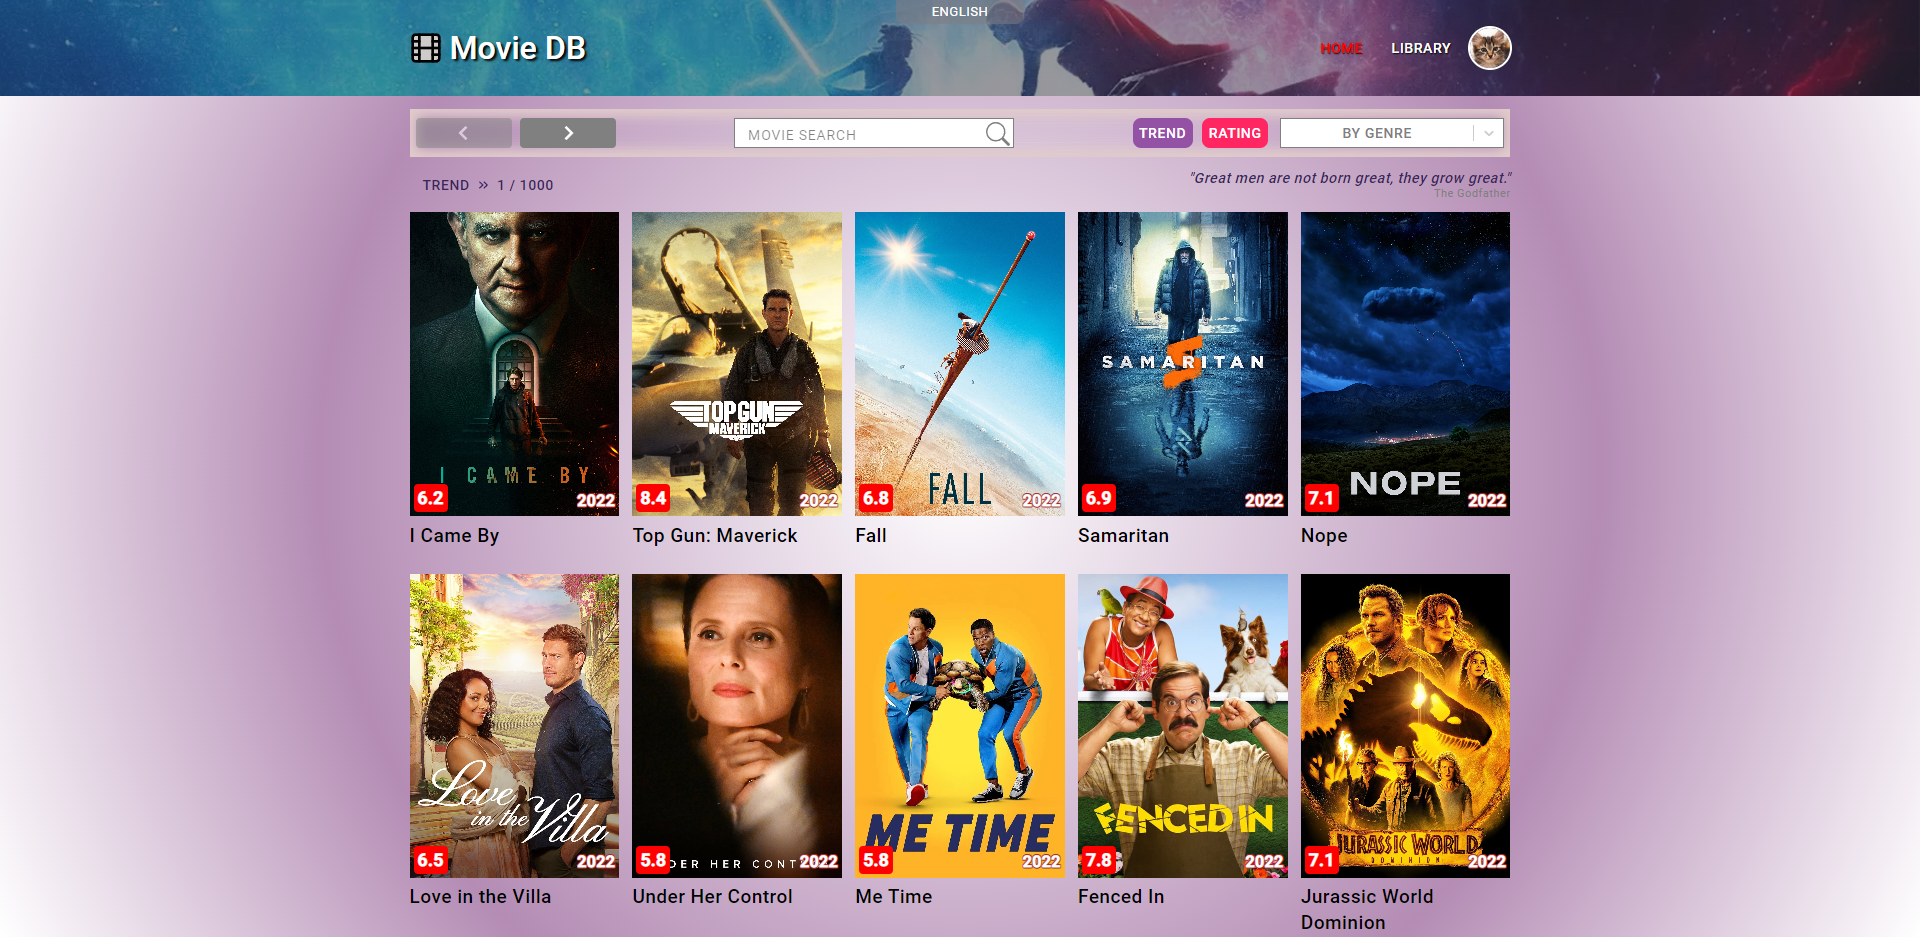 ENGLISH
Movie DB
HOME
LIBRARY
MOVIE SEARCH
TREND
RATING
BY GENRE
TREND » 1 / 1000
"Great men are not born great, they grow great."
The Godfather
I CAME BY
6.2
2022
TOP GUN
MAVERICK
8.4
2022
FALL
6.8
2022
SAMARITAN
6.9
2022
NOPE
7.1
2022
I Came By
Top Gun: Maverick
Fall
Samaritan
Nope
Love
in the
Villa
6.5
2022
DER HER CONT
5.8
2022
ME TIME
5.8
2022
FENCED IN
7.8
2022
JURASSIC WORLD
DOMINION
7.1
2022
Love in the Villa
Under Her Control
Me Time
Fenced In
Jurassic World
Dominion